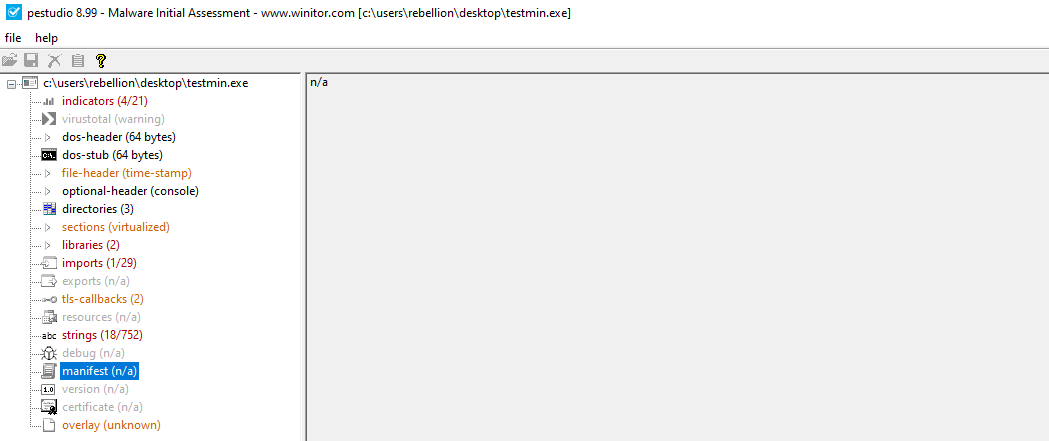 pestudio 8.99 - Malware Initial Assessment - www.winitor.com [c:\users\rebellion\desktop\testmin.exe]
file help
?
c:\users\rebellion\desktop\testmin.exe
n/a
indicators (4/21)
virustotal (warning)
dos-header (64 bytes)
C:\. dos-stub (64 bytes)
file-header (time-stamp)
optional-header (console)
directories (3)
sections (virtualized)
libraries (2)
imports (1/29)
exports (n/a)
tls-callbacks (2)
resources (n/a)
abc strings (18/752)
debug (n/a)
manifest (n/a)
1.0 version (n/a)
certificate (n/a)
overlay (unknown)